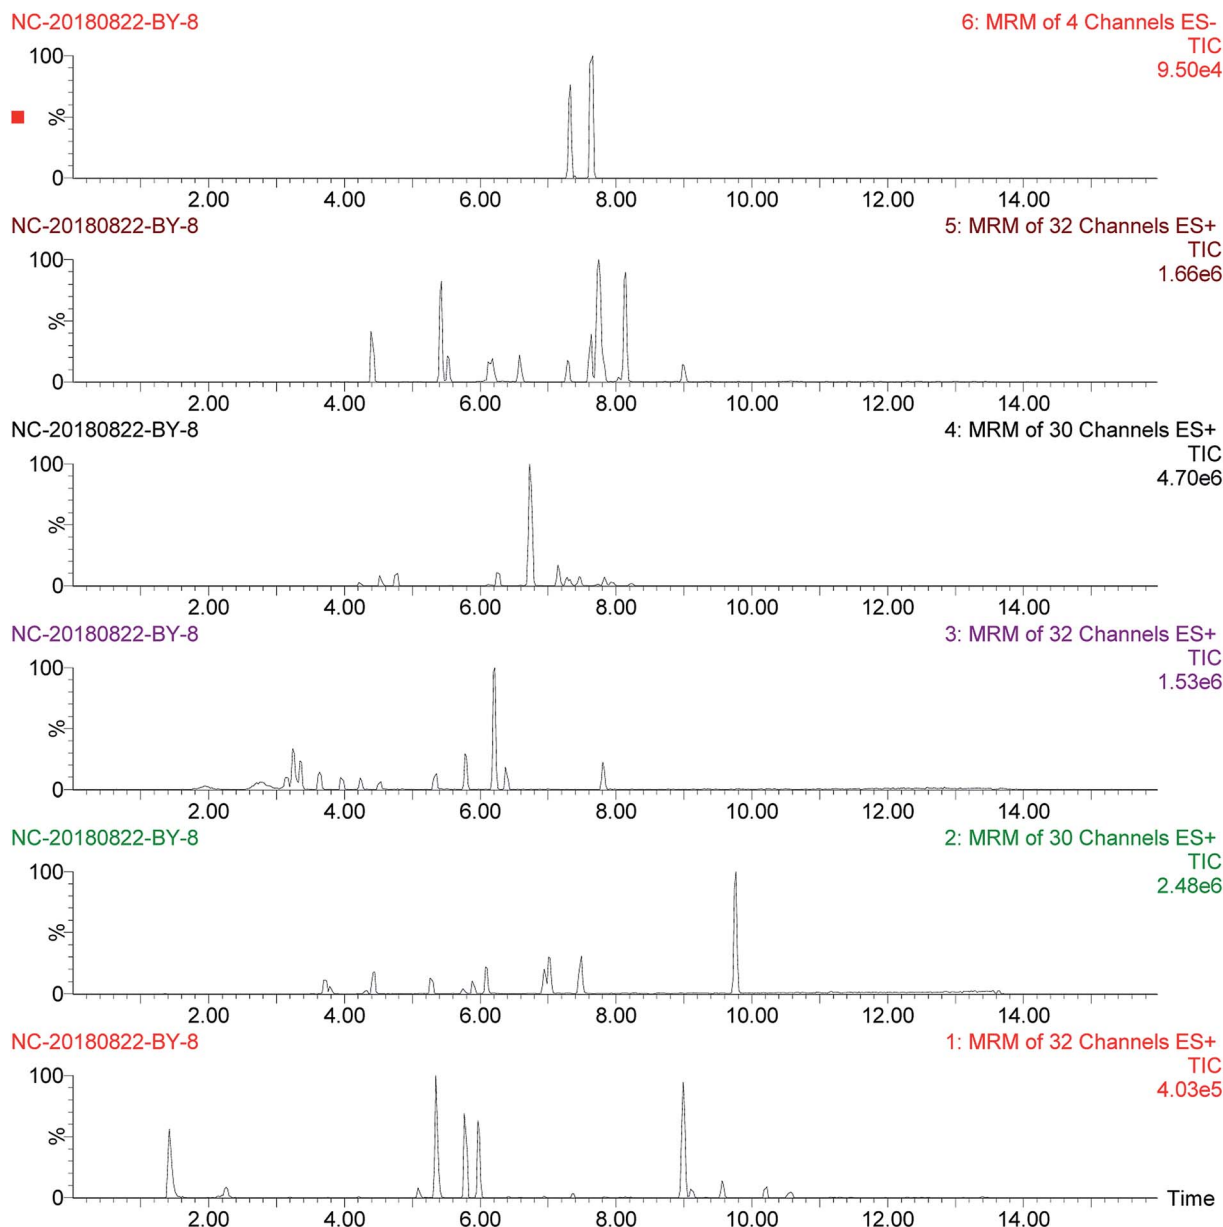 NC-20180822-BY-8 6: MRM of 4 Channels ES-
TIC
9.50e4
100
%
0
2.00 4.00 6.00 8.00 10.00 12.00 14.00
NC-20180822-BY-8 5: MRM of 32 Channels ES+
TIC
1.66e6
100
%
0
2.00 4.00 6.00 8.00 10.00 12.00 14.00
NC-20180822-BY-8 4: MRM of 30 Channels ES+
TIC
4.70e6
100
%
0
2.00 4.00 6.00 8.00 10.00 12.00 14.00
NC-20180822-BY-8 3: MRM of 32 Channels ES+
TIC
1.53e6
100
%
0
2.00 4.00 6.00 8.00 10.00 12.00 14.00
NC-20180822-BY-8 2: MRM of 30 Channels ES+
TIC
2.48e6
100
%
0
2.00 4.00 6.00 8.00 10.00 12.00 14.00
NC-20180822-BY-8 1: MRM of 32 Channels ES+
TIC
4.03e5
100
%
0 Time
2.00 4.00 6.00 8.00 10.00 12.00 14.00